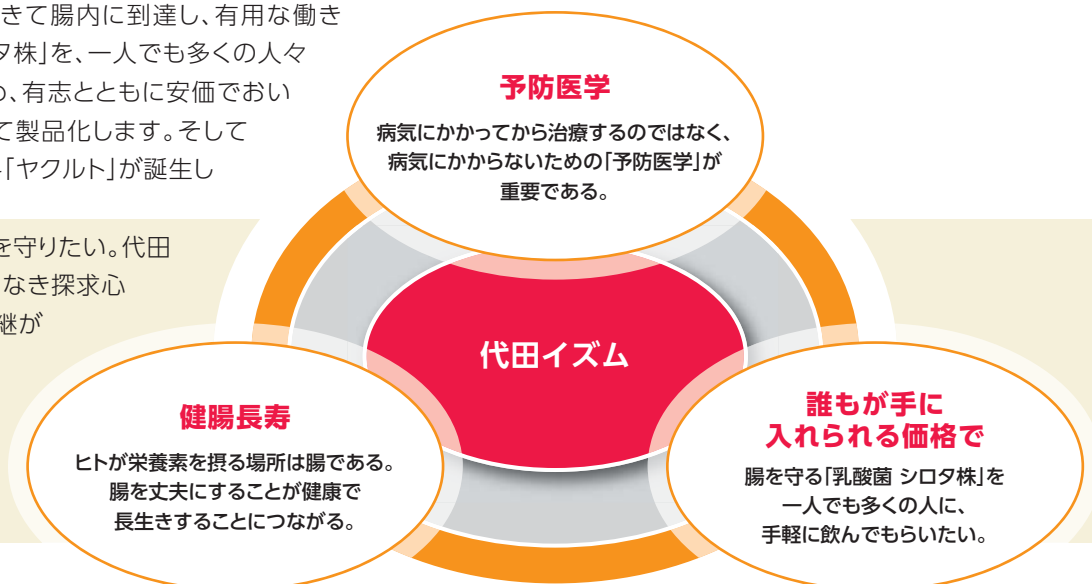 きて腸内に到達し、有用な働き
タ株」を、一人でも多くの人々
、有志とともに安価でおい
て製品化します。そして
「ヤクルト」が誕生し
を守りたい。代田
なき探求心
継が
予防医学
病気にかかってから治療するのではなく、
病気にかからないための「予防医学」が
重要である。
代田イズム
健腸長寿
ヒトが栄養素を摂る場所は腸である。
腸を丈夫にすることが健康で
長生きすることにつながる。
誰もが手に
入れられる価格で
腸を守る「乳酸菌 シロタ株」を
一人でも多くの人に、
手軽に飲んでもらいたい。